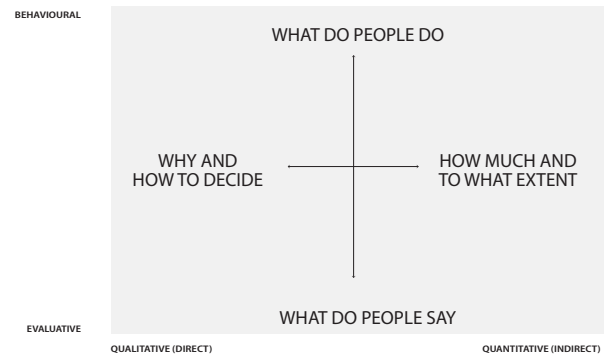 BEHAVIOURAL
WHAT DO PEOPLE DO
WHY AND
HOW TO DECIDE
HOW MUCH AND
TO WHAT EXTENT
WHAT DO PEOPLE SAY
EVALUATIVE
QUALITATIVE (DIRECT)
QUANTITATIVE (INDIRECT)